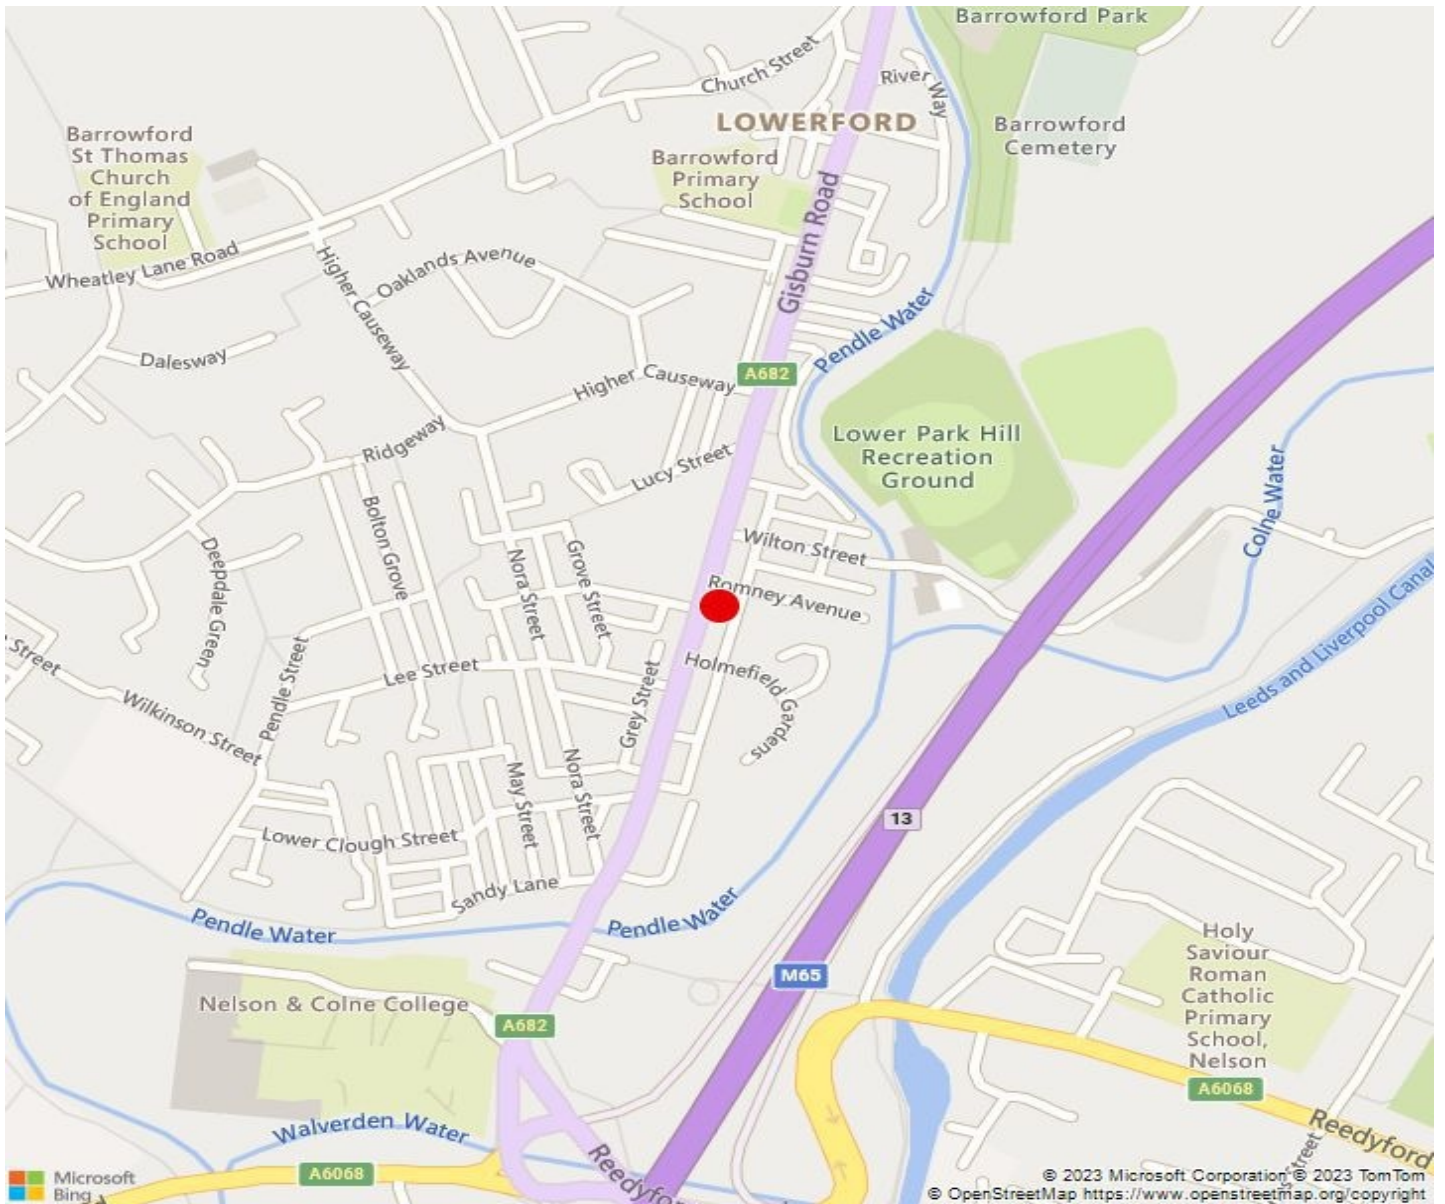 Barrowford Park
Church Street
River Way
LOWERFORD
Barrowford
Cemetery
Barrowford
St Thomas
Church
of England
Primary
School
Barrowford
Primary
School
Gisburn Road
Wheatley Lane Road
Higher Causeway
Oaklands Avenue
Pendle Water
Dalesway
Higher Causeway
A682
Ridgeway
Lucy Street
Lower Park Hill
Recreation
Ground
Colne Water
Bolton Grove
Deepdale Green
Nora Street
Grove Street
Wilton Street
Romney Avenue
Leeds and Liverpool Canal
Street
Wilkinson Street
Pendle Street
Lee Street
Grey Street
Holmefield Gardens
May Street
Nora Street
13
Lower Clough Street
Sandy Lane
Pendle Water
Pendle Water
M65
Holy
Saviour
Roman
Catholic
Primary
School,
Nelson
Nelson & Colne College
A682
A6068
Walverden Water
Reedyford
A6068
Reedyfor
Street
Microsoft
Bing
© 2023 Microsoft Corporation © 2023 TomTom
© OpenStreetMap https://www.openstreetmap.org/copyright